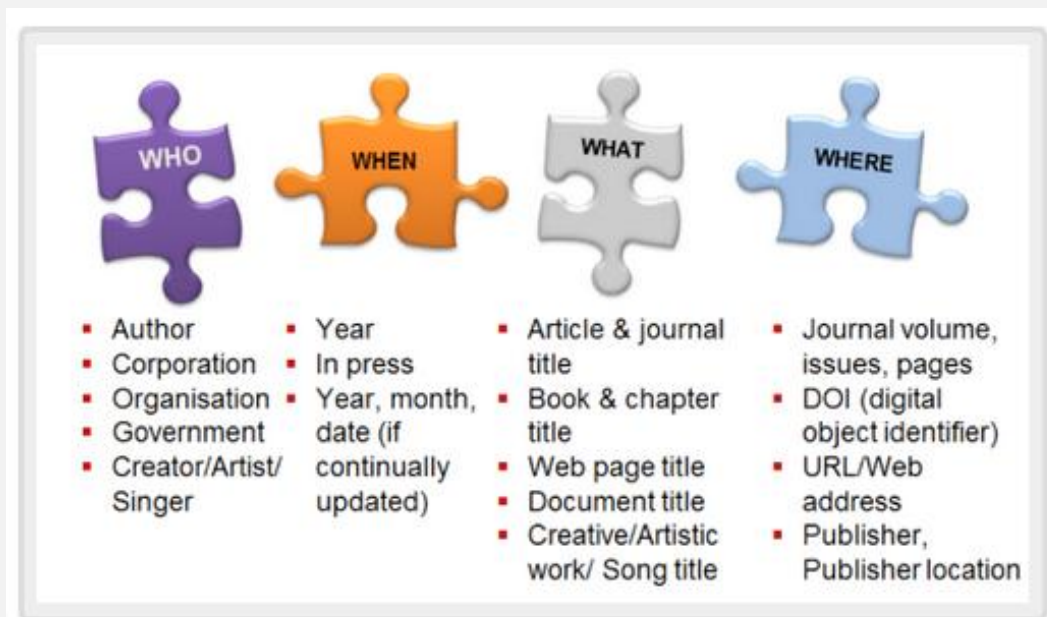 WHO
WHEN
WHAT
WHERE
▪ Author
▪ Corporation
▪ Organisation
▪ Government
▪ Creator/Artist/
Singer
▪ Year
▪ In press
▪ Year, month,
date (if
continually
updated)
▪ Article & journal
title
▪ Book & chapter
title
▪ Web page title
▪ Document title
▪ Creative/Artistic
work/ Song title
▪ Journal volume,
issues, pages
▪ DOI (digital
object identifier)
▪ URL/Web
address
▪ Publisher,
Publisher location